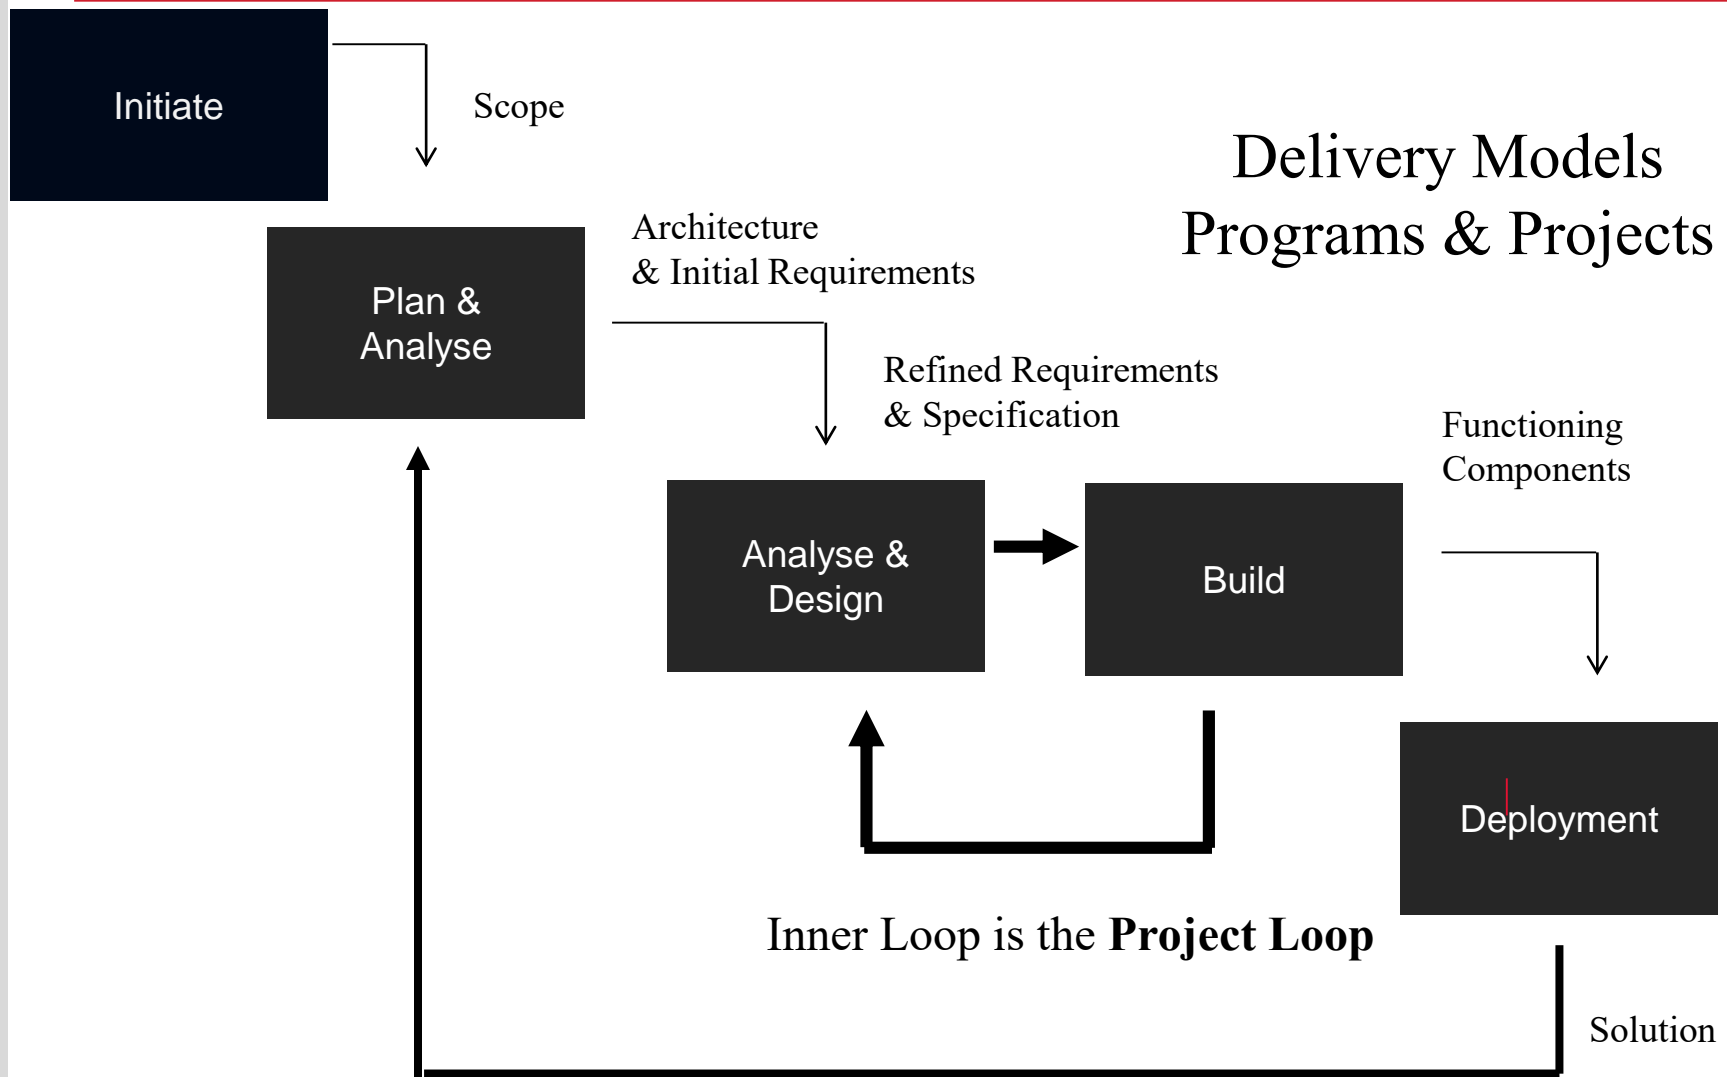 Initiate
Scope
Delivery Models
Programs & Projects
Architecture
& Initial Requirements
Plan &
Analyse
Refined Requirements
& Specification
Functioning
Components
Analyse &
Design
Build
Deployment
Inner Loop is the Project Loop
Solution